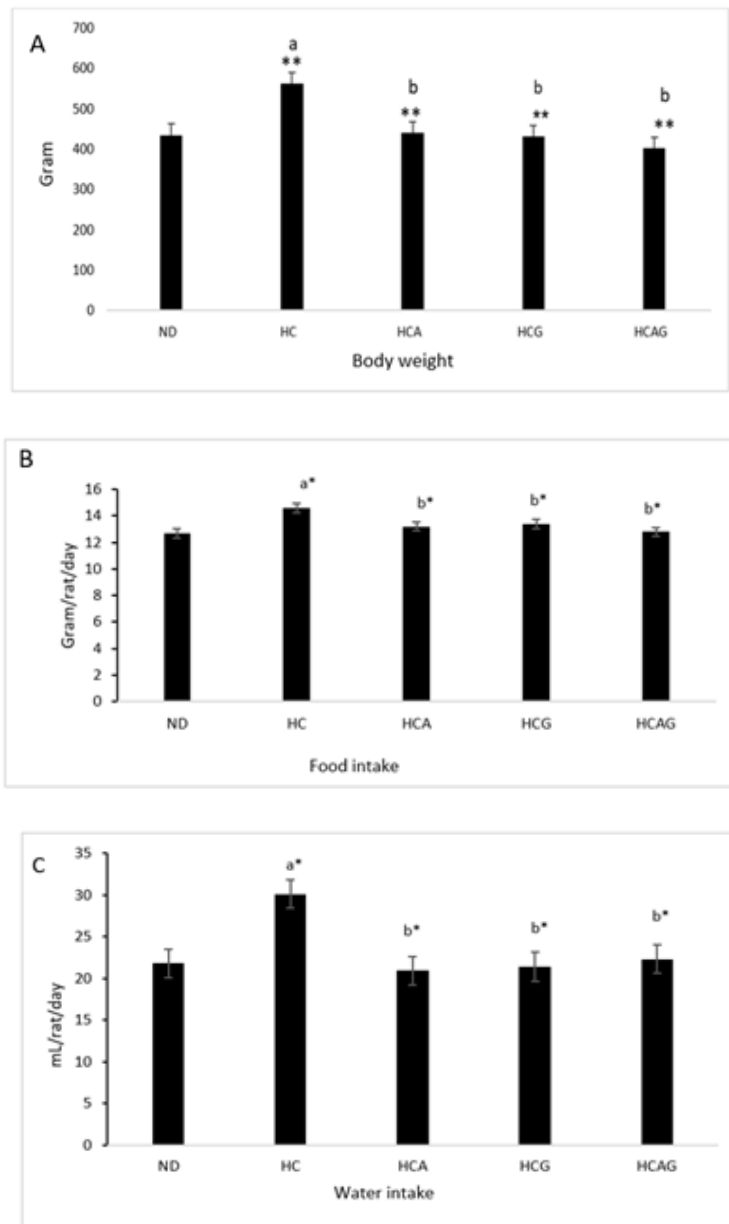 A
700
600
500
400
300
200
100
0
Gram
a
**
b
**
b
**
b
**
ND HC HCA HCG HCAG
Body weight
B
16
14
12
10
8
6
4
2
0
Gram/rat/day
a*
b*
b*
b*
ND HC HCA HCG HCAG
Food intake
C
35
30
25
20
15
10
5
0
mL/rat/day
a*
b*
b*
b*
ND HC HCA HCG HCAG
Water intake